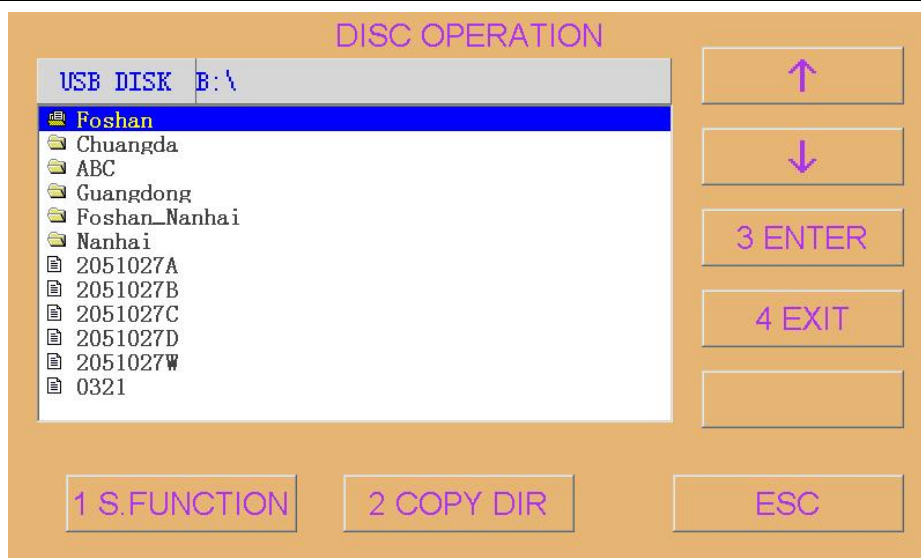 DISC OPERATION
USB DISK B:\
Foshan
Chuangda
ABC
Guangdong
Foshan_Nanhai
Nanhai
2051027A
2051027B
2051027C
2051027D
2051027W
0321
↑
↓
3 ENTER
4 EXIT
1 S.FUNCTION
2 COPY DIR
ESC